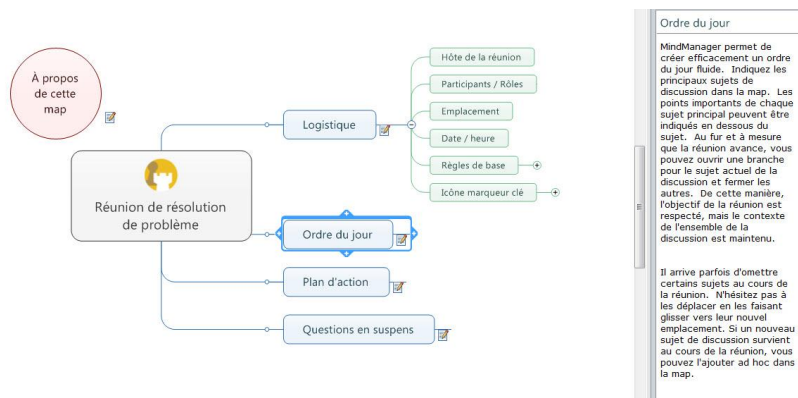 À propos
de cette
map
Réunion de résolution
de problème
Logistique
Hôte de la réunion
Participants / Rôles
Emplacement
Date / heure
Règles de base
Icône marqueur clé
Ordre du jour
Plan d'action
Questions en suspens
Ordre du jour
MindManager permet de
créer efficacement un ordre
du jour fluide.  Indiquez les
principaux sujets de
discussion dans la map.  Les
points importants de chaque
sujet principal peuvent être
indiqués en dessous du
sujet.  Au fur et à mesure
que la réunion avance, vous
pouvez ouvrir une branche
pour le sujet actuel de la
discussion et fermer les
autres.  De cette manière,
l'objectif de la réunion est
respecté, mais le contexte
de l'ensemble de la
discussion est maintenu.
Il arrive parfois d'omettre
certains sujets au cours de
la réunion.  N'hésitez pas à
les déplacer en les faisant
glisser vers leur nouvel
emplacement. Si un nouveau
sujet de discussion survient
au cours de la réunion, vous
pouvez l'ajouter ad hoc dans
la map.